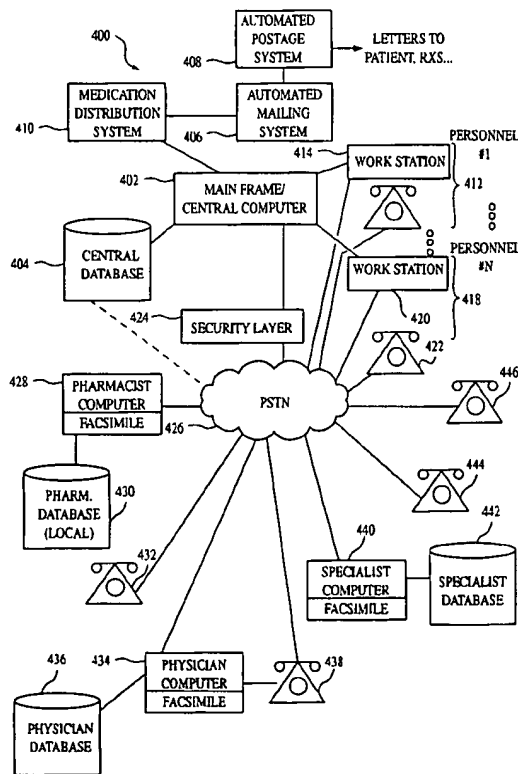 400
AUTOMATED
POSTAGE
SYSTEM
408
LETTERS TO
PATIENT, RXS...
MEDICATION
DISTRIBUTION
SYSTEM
410
AUTOMATED
MAILING
SYSTEM
406
414
WORK STATION
PERSONNEL
#1
412
402
MAIN FRAME/
CENTRAL COMPUTER
CENTRAL
DATABASE
404
PERSONNEL
#N
WORK STATION
418
420
424
SECURITY LAYER
422
428
PHARMACIST
COMPUTER
FACSIMILE
426
PSTN
446
PHARM.
DATABASE
(LOCAL)
430
444
432
440
442
SPECIALIST
COMPUTER
FACSIMILE
SPECIALIST
DATABASE
436
434
PHYSICIAN
COMPUTER
FACSIMILE
438
PHYSICIAN
DATABASE